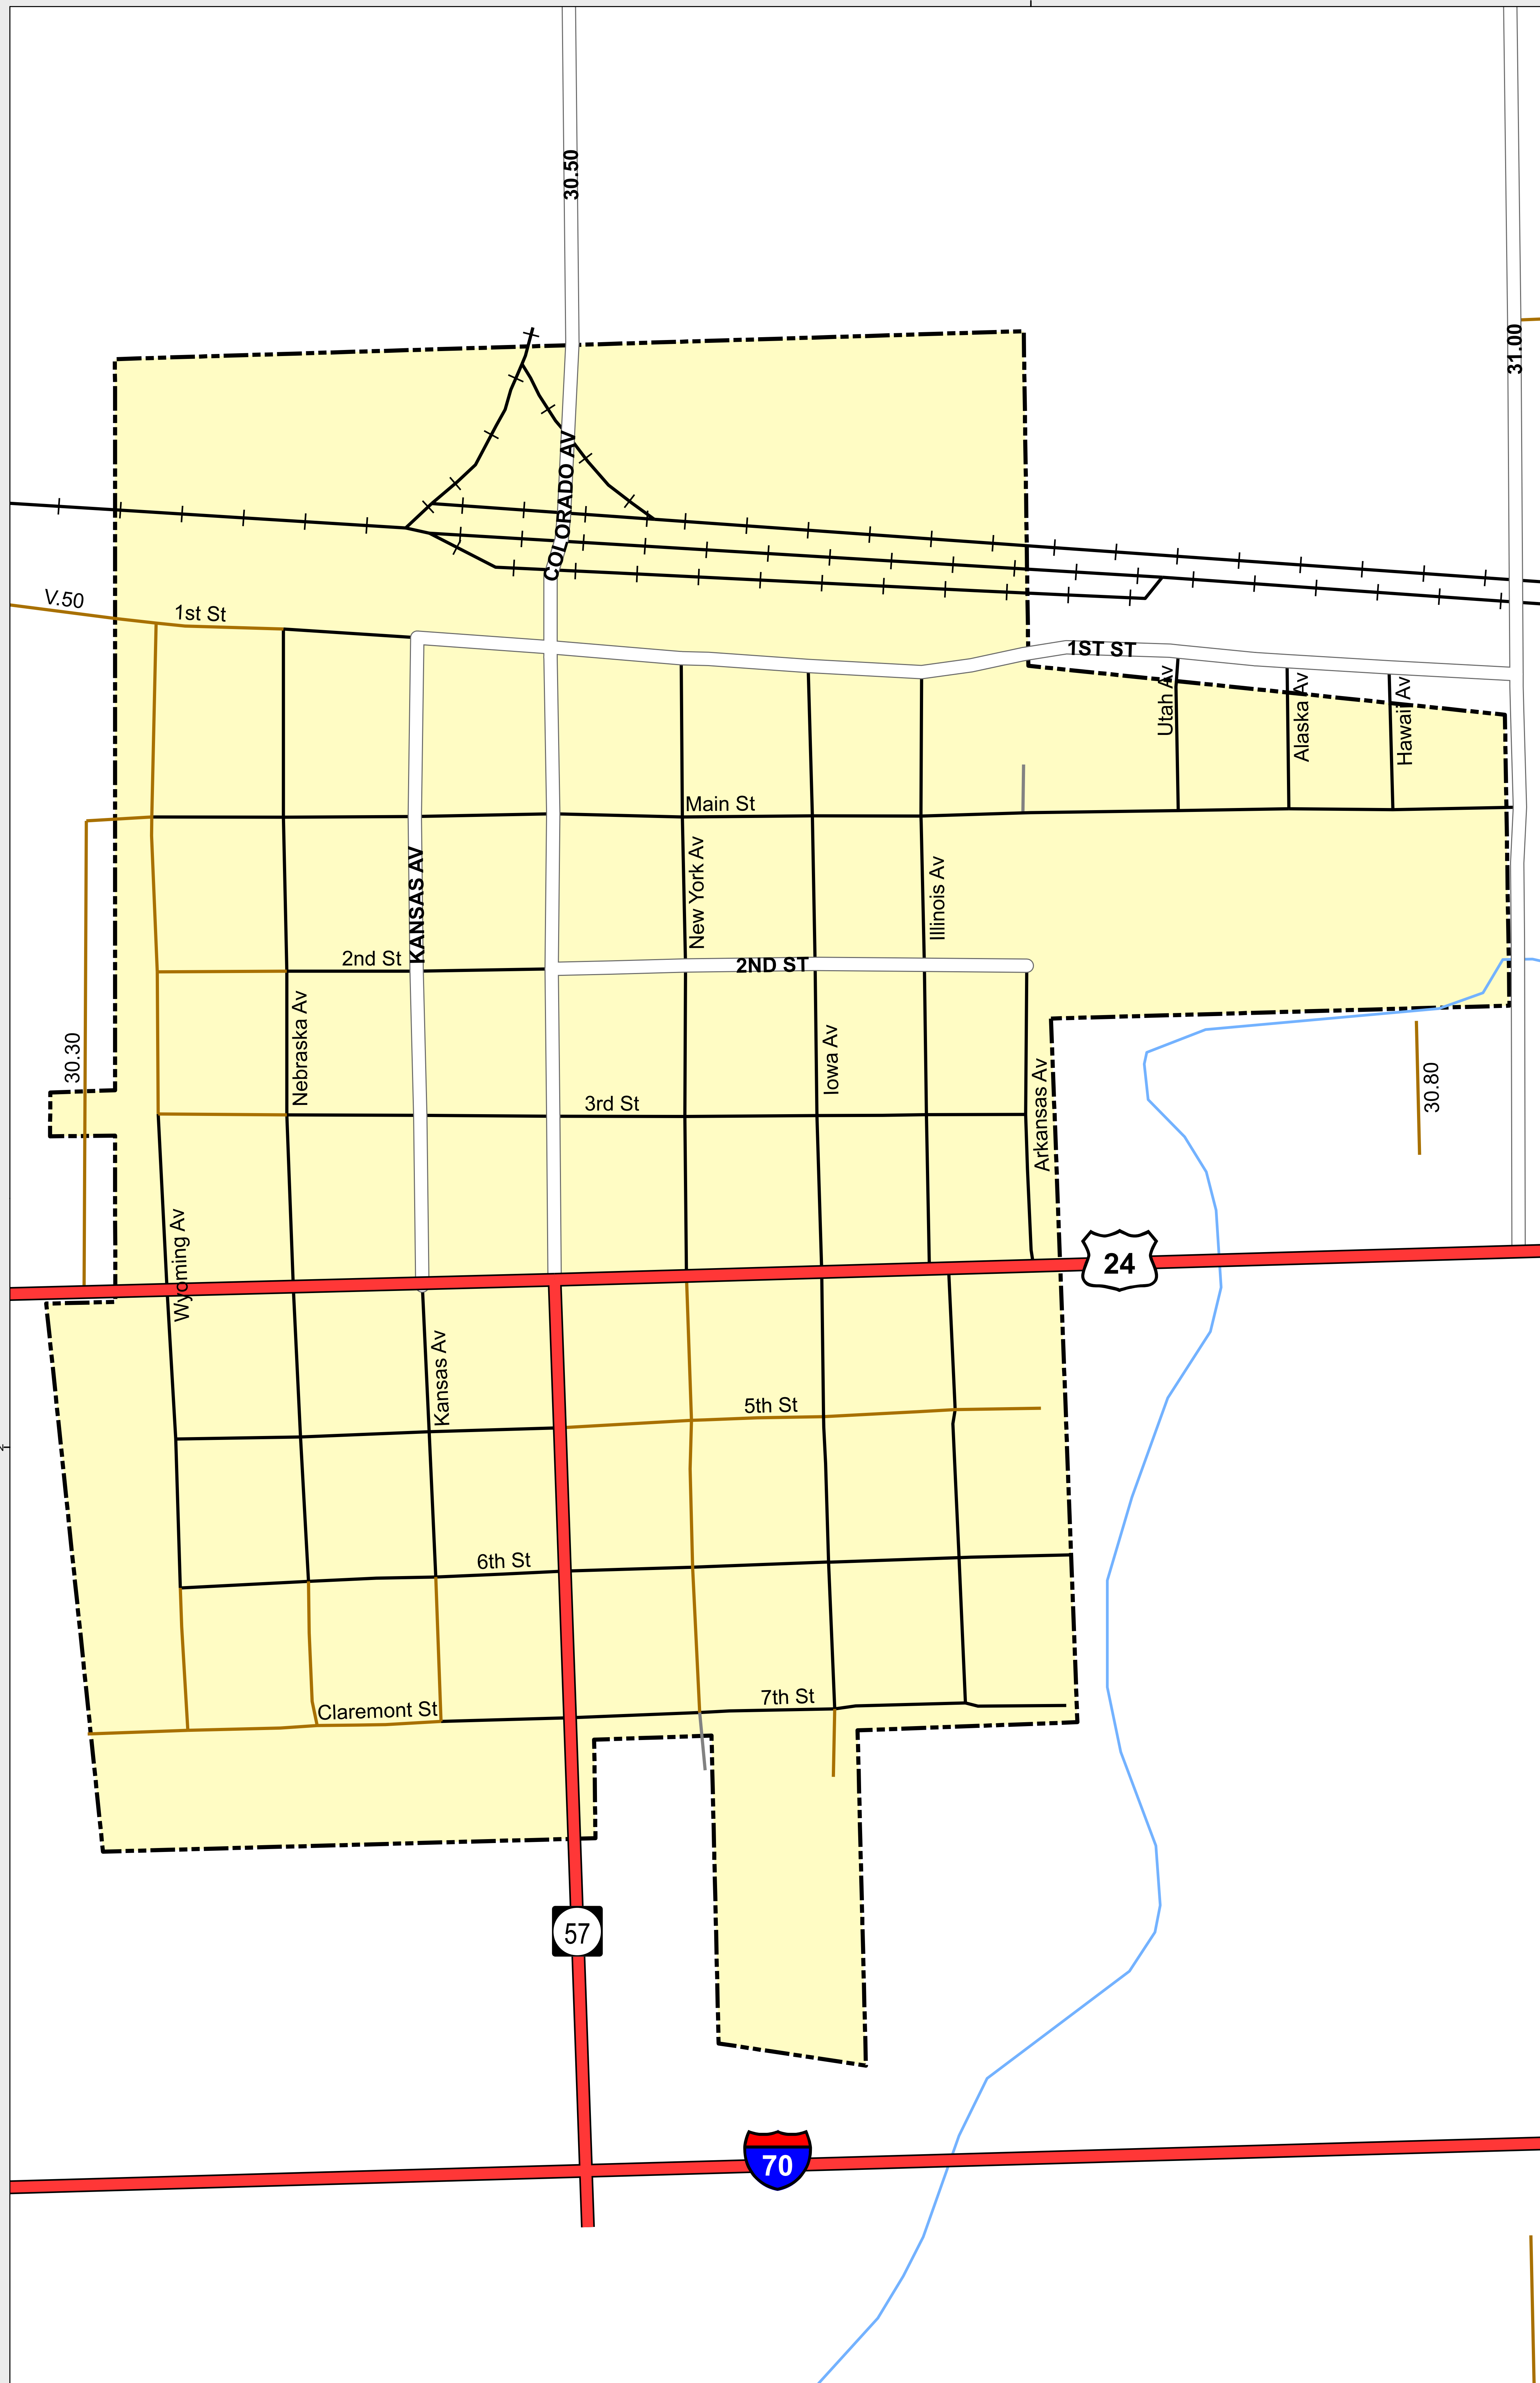 30.50
31.00
COLORADO AV
V.50
1st St
1ST ST
Utah Av
Alaska Av
Hawaii Av
Main St
KANSAS AV
New York Av
Illinois Av
2nd St
2ND ST
30.30
Nebraska Av
Iowa Av
3rd St
Arkansas Av
30.80
Wyoming Av
24
Kansas Av
5th St
6th St
Claremont St
7th St
57
70